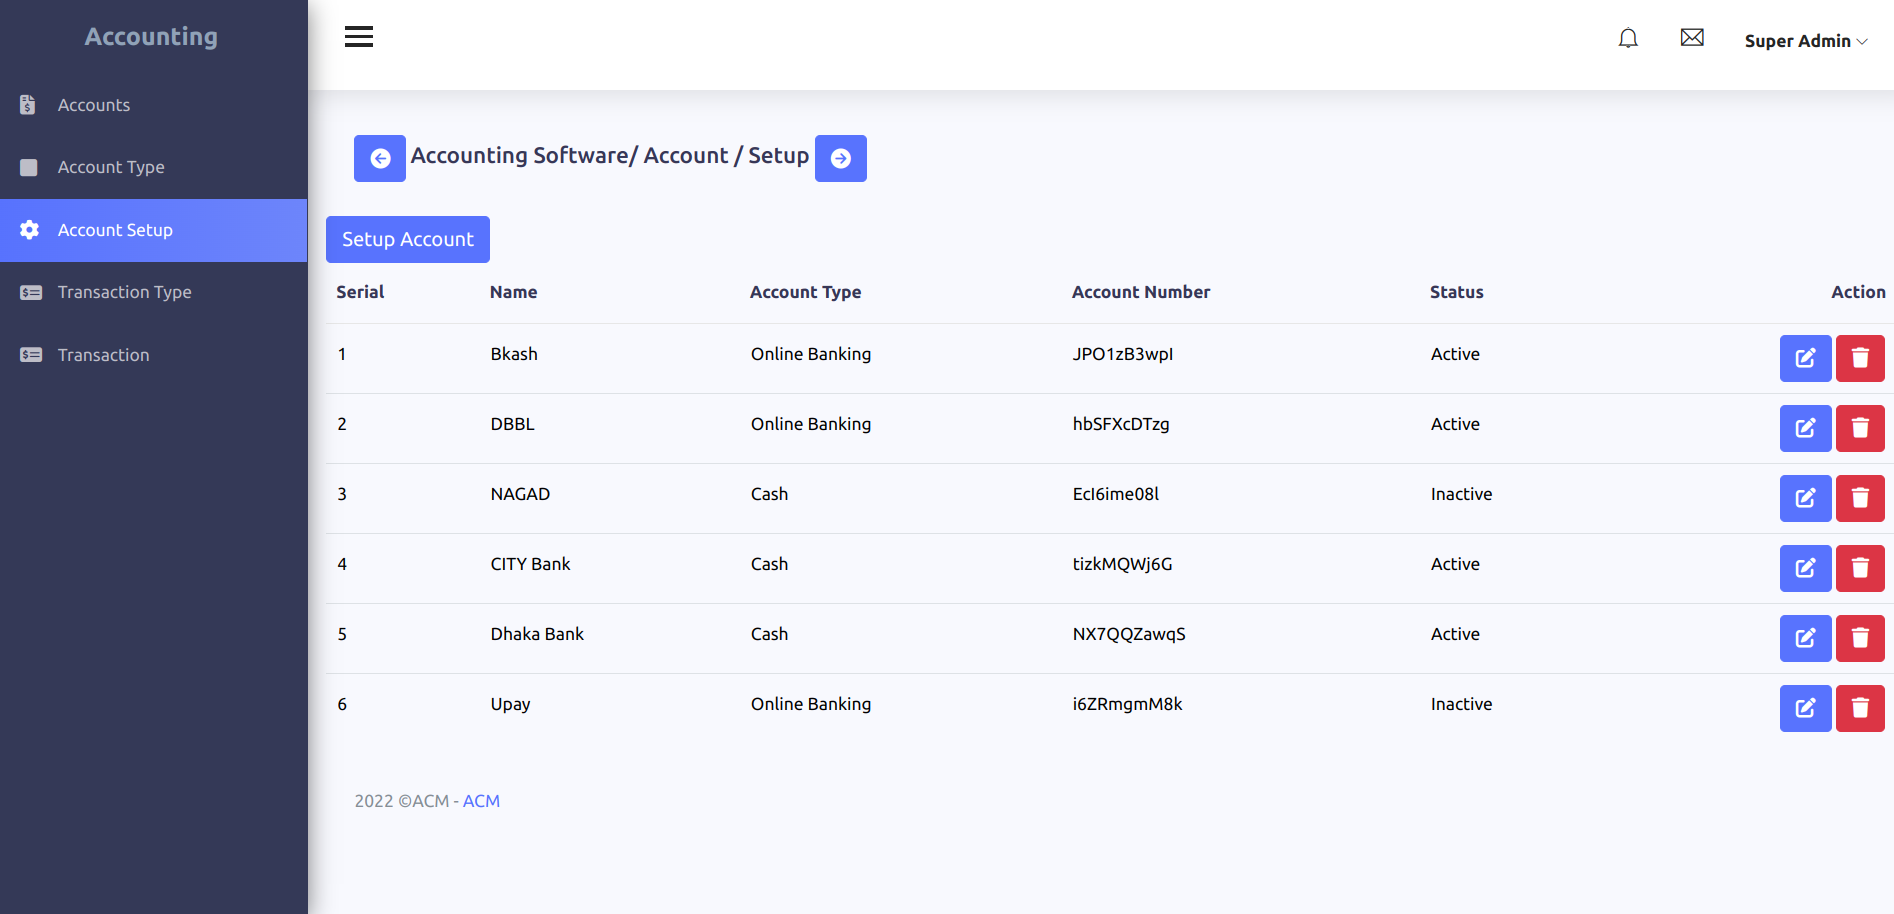 Accounting
Accounts
Account Type
Account Setup
Transaction Type
Transaction
Super Admin
Accounting Software/ Account / Setup
Setup Account
Serial Name Account Type Account Number Status Action
1 Bkash Online Banking JPO1zB3wpI Active
2 DBBL Online Banking hbSFXcDTzg Active
3 NAGAD Cash EcI6ime08l Inactive
4 CITY Bank Cash tizkMQWj6G Active
5 Dhaka Bank Cash NX7QQZawqS Active
6 Upay Online Banking i6ZRmgmM8k Inactive
2022 ©ACM - ACM